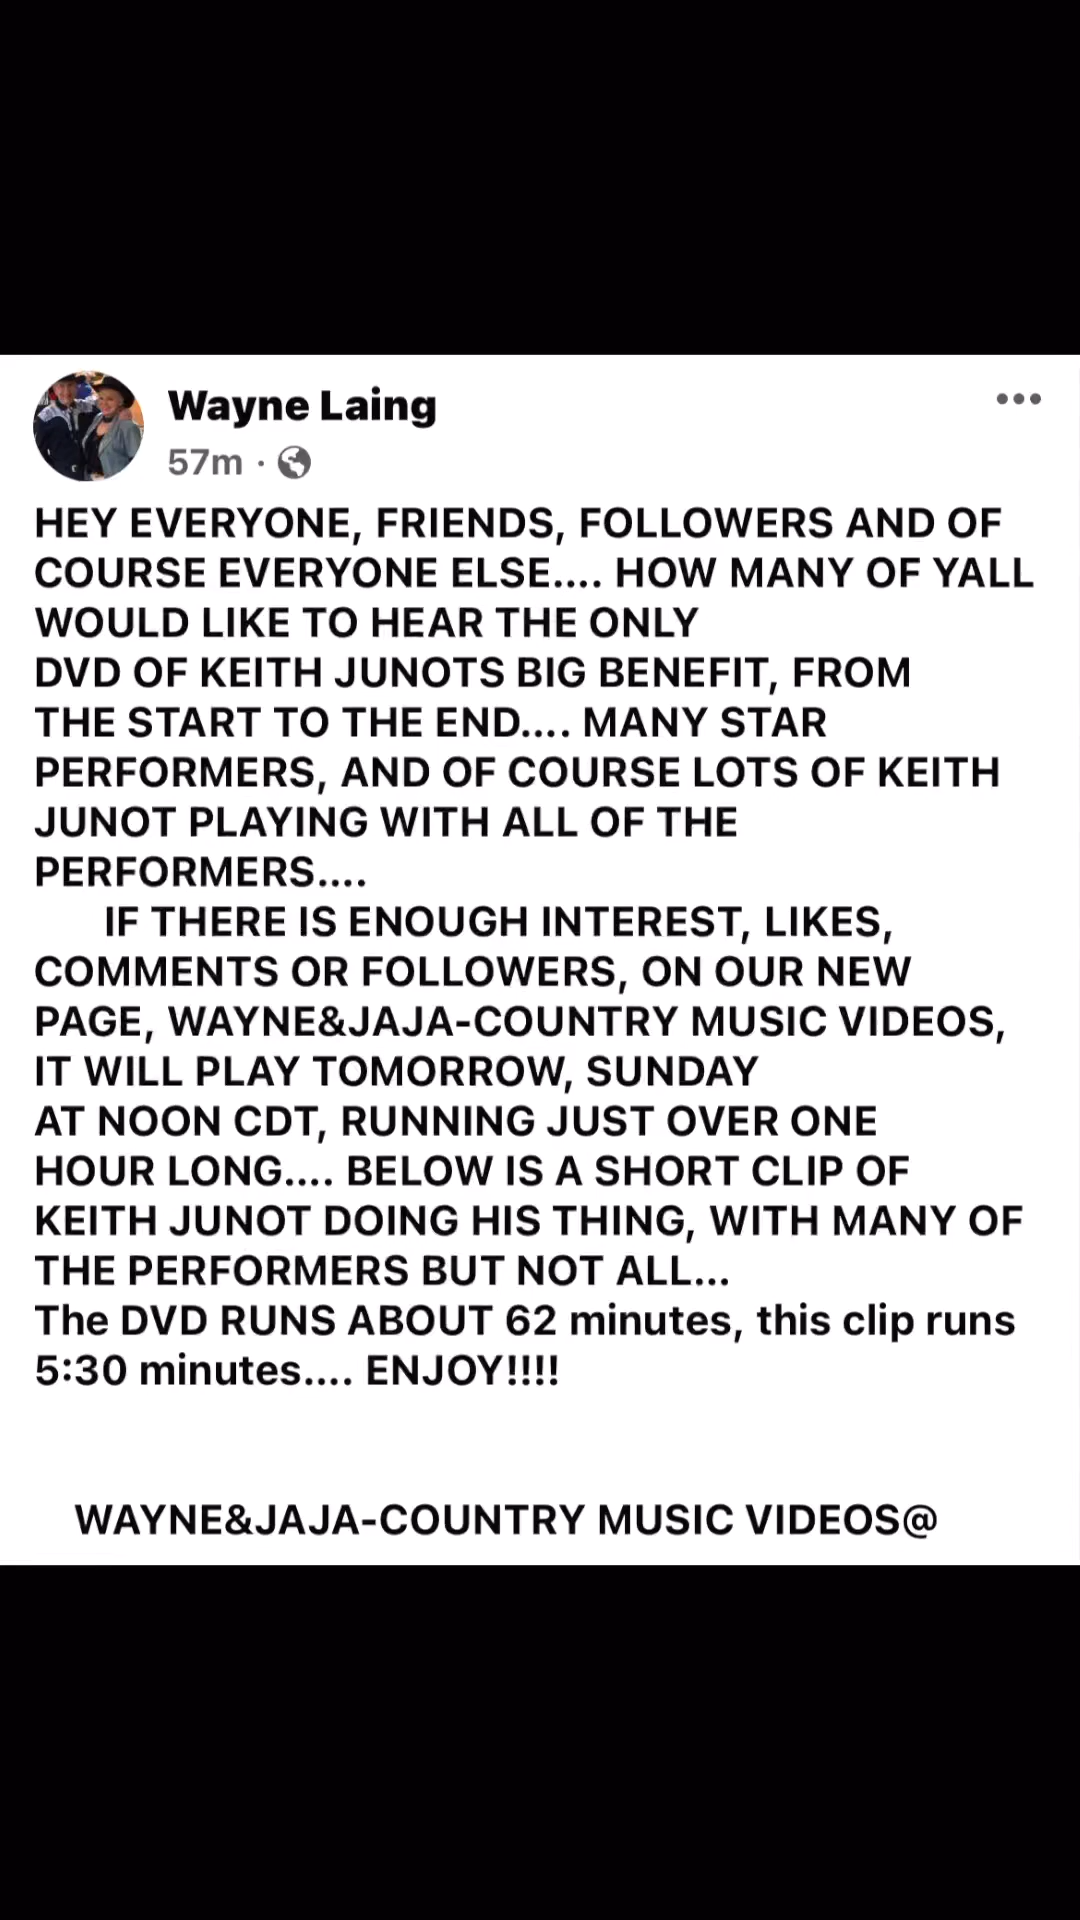 Wayne Laing
57m ·
HEY EVERYONE, FRIENDS, FOLLOWERS AND OF
COURSE EVERYONE ELSE.... HOW MANY OF YALL
WOULD LIKE TO HEAR THE ONLY
DVD OF KEITH JUNOTS BIG BENEFIT, FROM
THE START TO THE END.... MANY STAR
PERFORMERS, AND OF COURSE LOTS OF KEITH
JUNOT PLAYING WITH ALL OF THE
PERFORMERS....
IF THERE IS ENOUGH INTEREST, LIKES,
COMMENTS OR FOLLOWERS, ON OUR NEW
PAGE, WAYNE&JAJA-COUNTRY MUSIC VIDEOS,
IT WILL PLAY TOMORROW, SUNDAY
AT NOON CDT, RUNNING JUST OVER ONE
HOUR LONG.... BELOW IS A SHORT CLIP OF
KEITH JUNOT DOING HIS THING, WITH MANY OF
THE PERFORMERS BUT NOT ALL...
The DVD RUNS ABOUT 62 minutes, this clip runs
5:30 minutes.... ENJOY!!!!
WAYNE&JAJA-COUNTRY MUSIC VIDEOS@